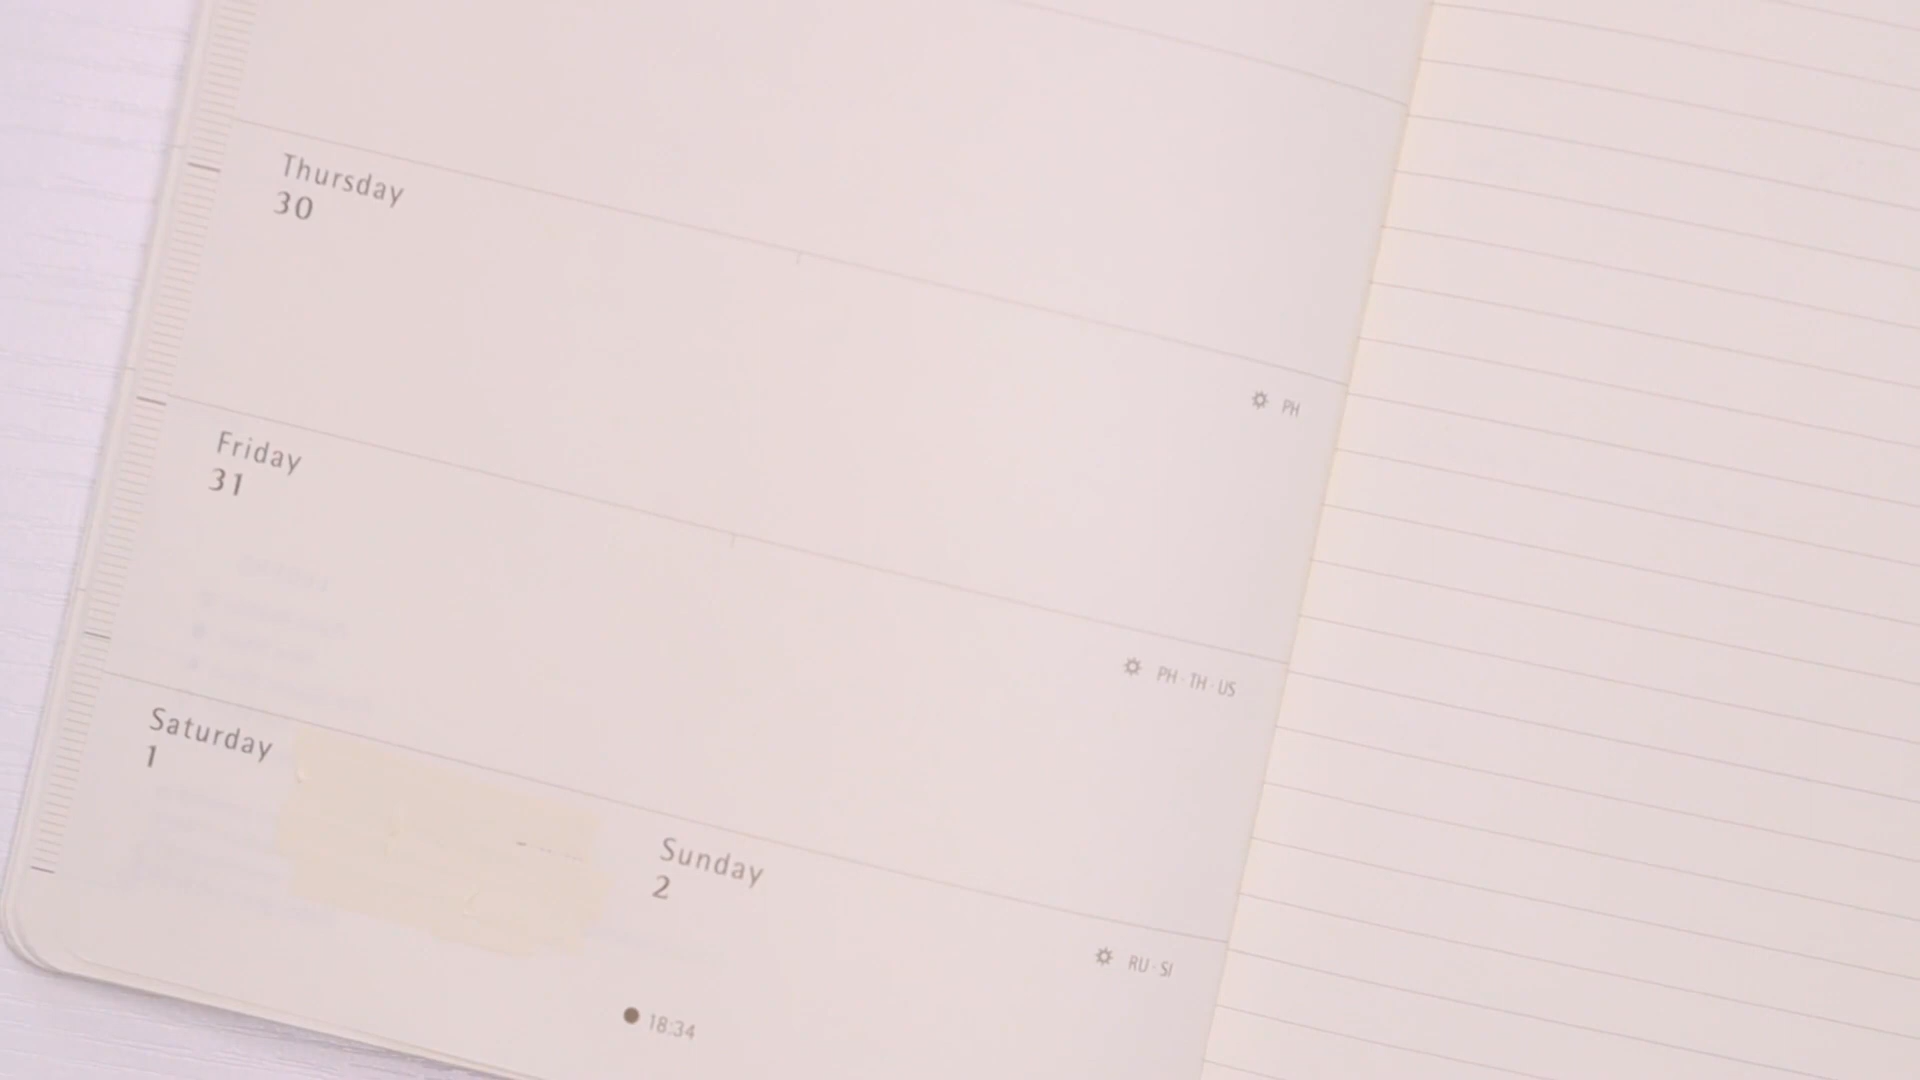 Thursday
30
PH
Friday
31
PH · TH · US
Saturday
1
Sunday
2
RU · SI
18:34